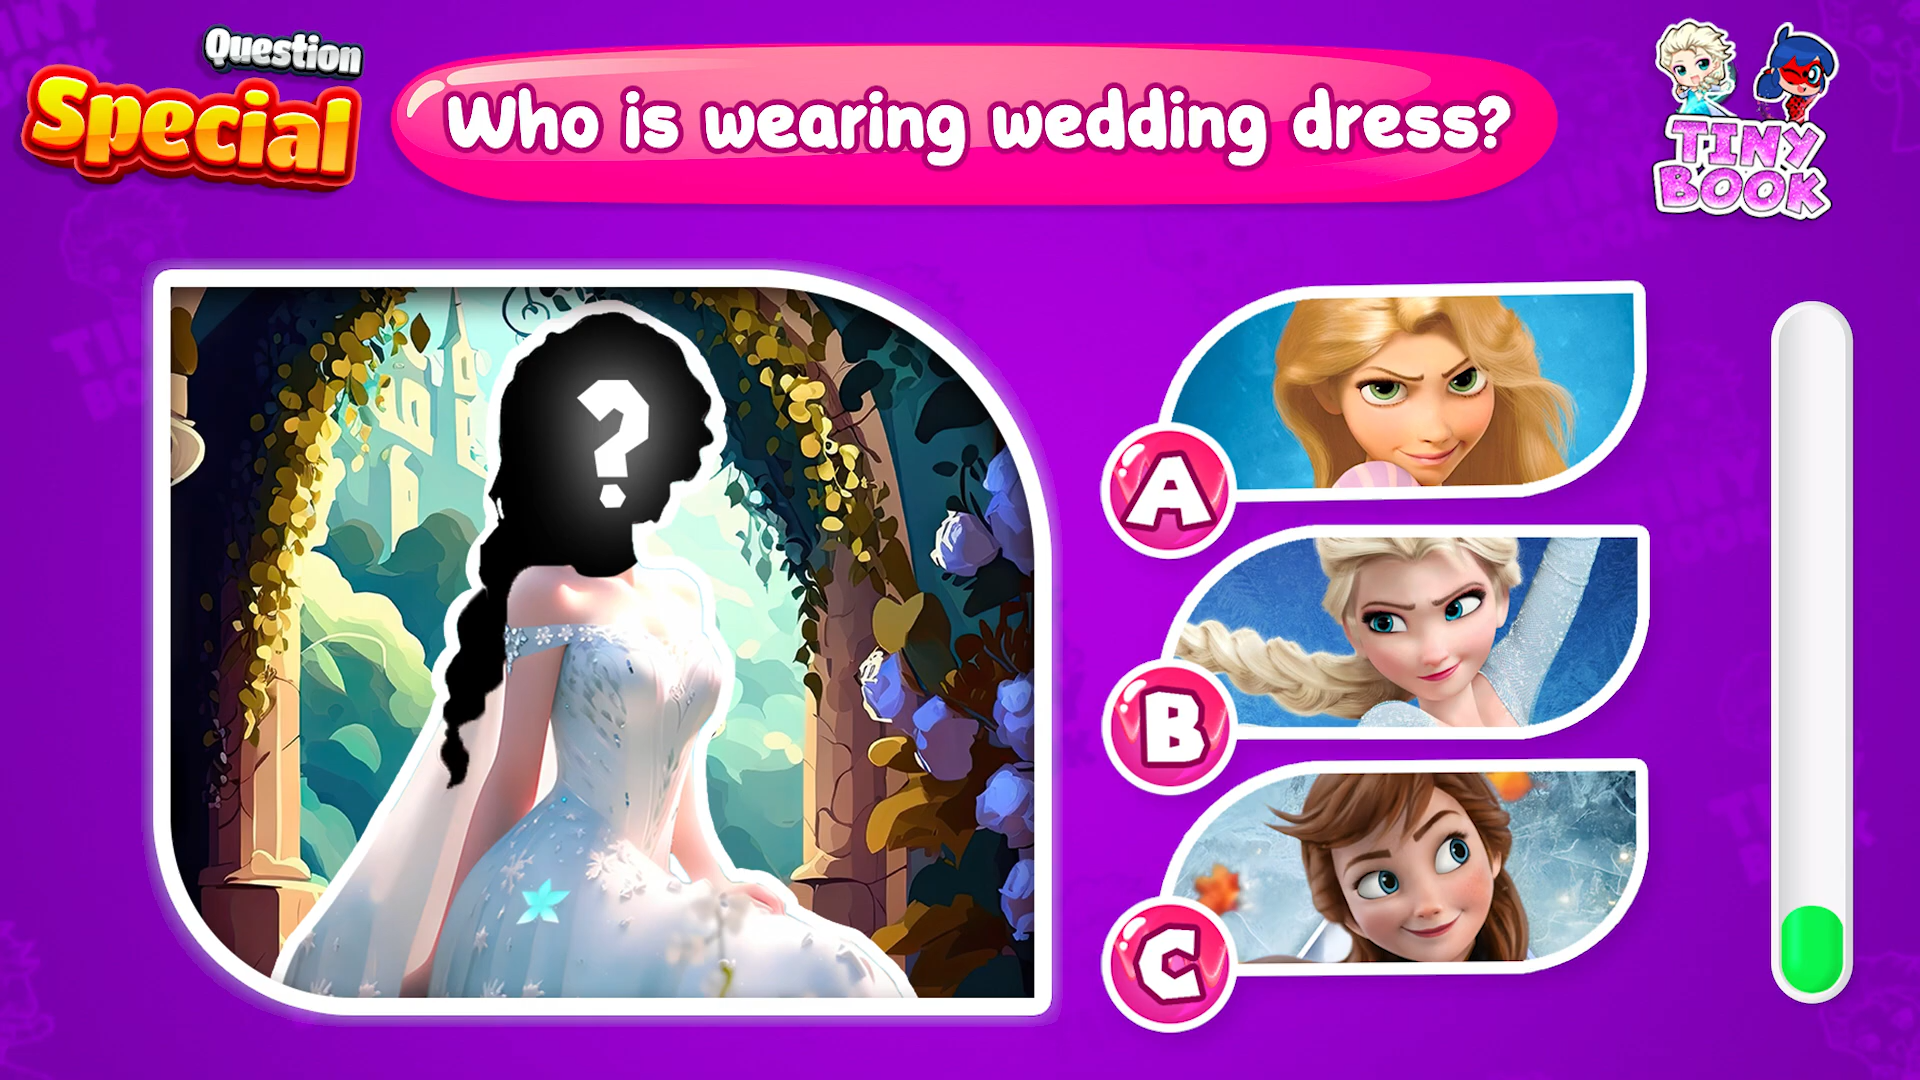 Question
Special
Who is wearing wedding dress?
TINY
BOOK
?
A
B
C